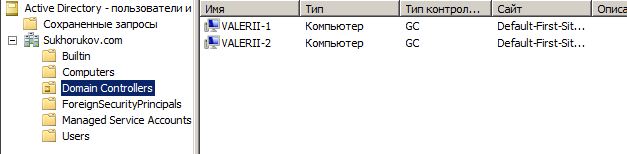 Active Directory - пользователи и
Сохраненные запросы
Sukhorukov.com
Builtin
Computers
Domain Controllers
ForeignSecurityPrincipals
Managed Service Accounts
Users
Имя Тип Тип контрол... Сайт Описа
VALERII-1 Компьютер GC Default-First-Sit...
VALERII-2 Компьютер GC Default-First-Sit...